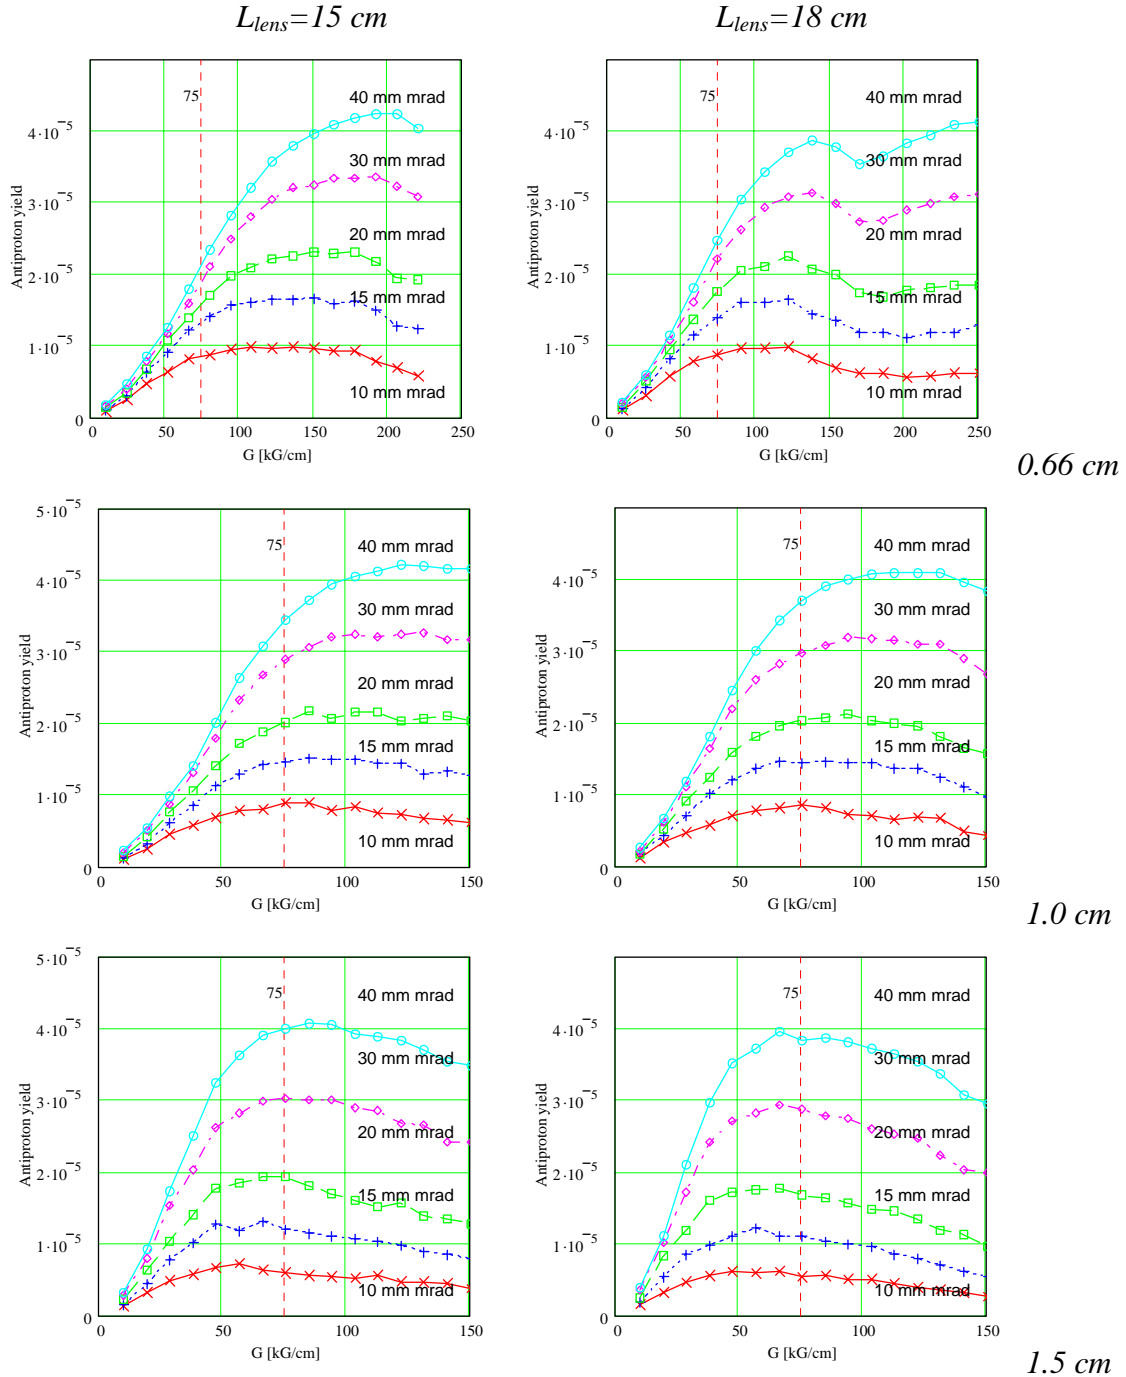 L_lens=15 cm
L_lens=18 cm
Antiproton yield
4·10⁻⁵
3·10⁻⁵
2·10⁻⁵
1·10⁻⁵
0
75
40 mm mrad
30 mm mrad
20 mm mrad
15 mm mrad
10 mm mrad
0 50 100 150 200 250
G [kG/cm]
Antiproton yield
4·10⁻⁵
3·10⁻⁵
2·10⁻⁵
1·10⁻⁵
0
75
40 mm mrad
30 mm mrad
20 mm mrad
15 mm mrad
10 mm mrad
0 50 100 150 200 250
G [kG/cm]
0.66 cm
Antiproton yield
5·10⁻⁵
4·10⁻⁵
3·10⁻⁵
2·10⁻⁵
1·10⁻⁵
0
75
40 mm mrad
30 mm mrad
20 mm mrad
15 mm mrad
10 mm mrad
0 50 100 150
G [kG/cm]
Antiproton yield
4·10⁻⁵
3·10⁻⁵
2·10⁻⁵
1·10⁻⁵
0
75
40 mm mrad
30 mm mrad
20 mm mrad
15 mm mrad
10 mm mrad
0 50 100 150
G [kG/cm]
1.0 cm
Antiproton yield
5·10⁻⁵
4·10⁻⁵
3·10⁻⁵
2·10⁻⁵
1·10⁻⁵
0
75
40 mm mrad
30 mm mrad
20 mm mrad
15 mm mrad
10 mm mrad
0 50 100 150
G [kG/cm]
Antiproton yield
4·10⁻⁵
3·10⁻⁵
2·10⁻⁵
1·10⁻⁵
0
75
40 mm mrad
30 mm mrad
20 mm mrad
15 mm mrad
10 mm mrad
0 50 100 150
G [kG/cm]
1.5 cm